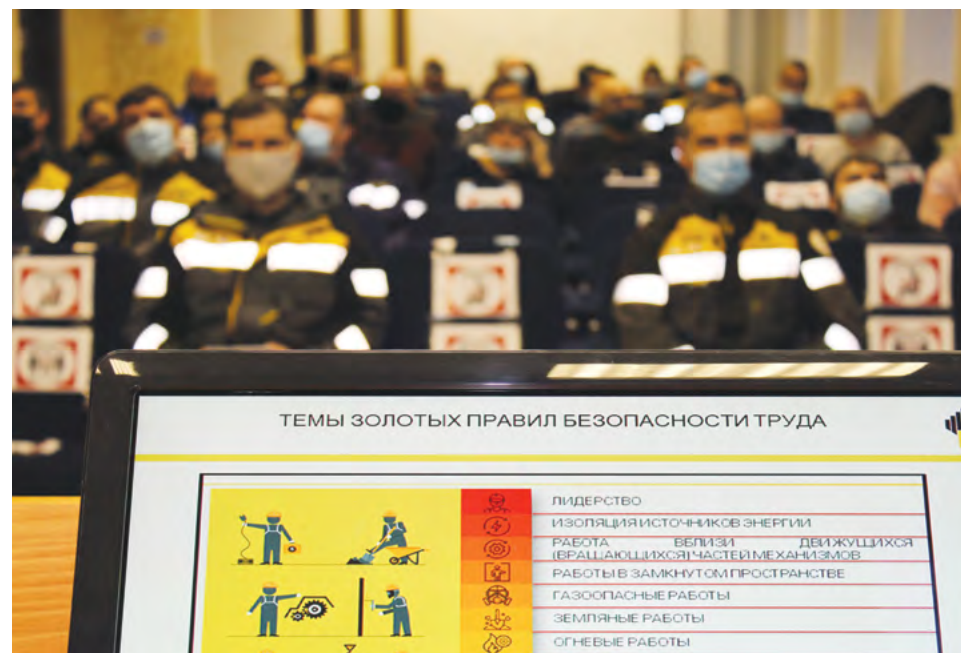 ТЕМЫ ЗОЛОТЫХ ПРАВИЛ БЕЗОПАСНОСТИ ТРУДА
ЛИДЕРСТВО
ИЗОЛЯЦИЯ ИСТОЧНИКОВ ЭНЕРГИИ
РАБОТА ВБЛИЗИ ДВИЖУЩИХСЯ
(ВРАЩАЮЩИХСЯ) ЧАСТЕЙ МЕХАНИЗМОВ
РАБОТЫ В ЗАМКНУТОМ ПРОСТРАНСТВЕ
ГАЗООПАСНЫЕ РАБОТЫ
ЗЕМЛЯНЫЕ РАБОТЫ
ОГНЕВЫЕ РАБОТЫ